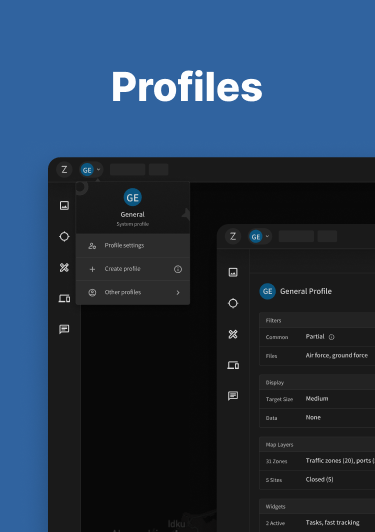 Profiles
Z GE
GE
General
System profile
Profile settings
Create profile
Other profiles
Z GE
GE General Profile
Filters
Common Partial
Files Air force, ground force
Display
Target Size Medium
Data None
Map Layers
31 Zones Traffic zones (20), ports (
5 Sites Closed (5)
Widgets
2 Active Tasks, fast tracking
Idku